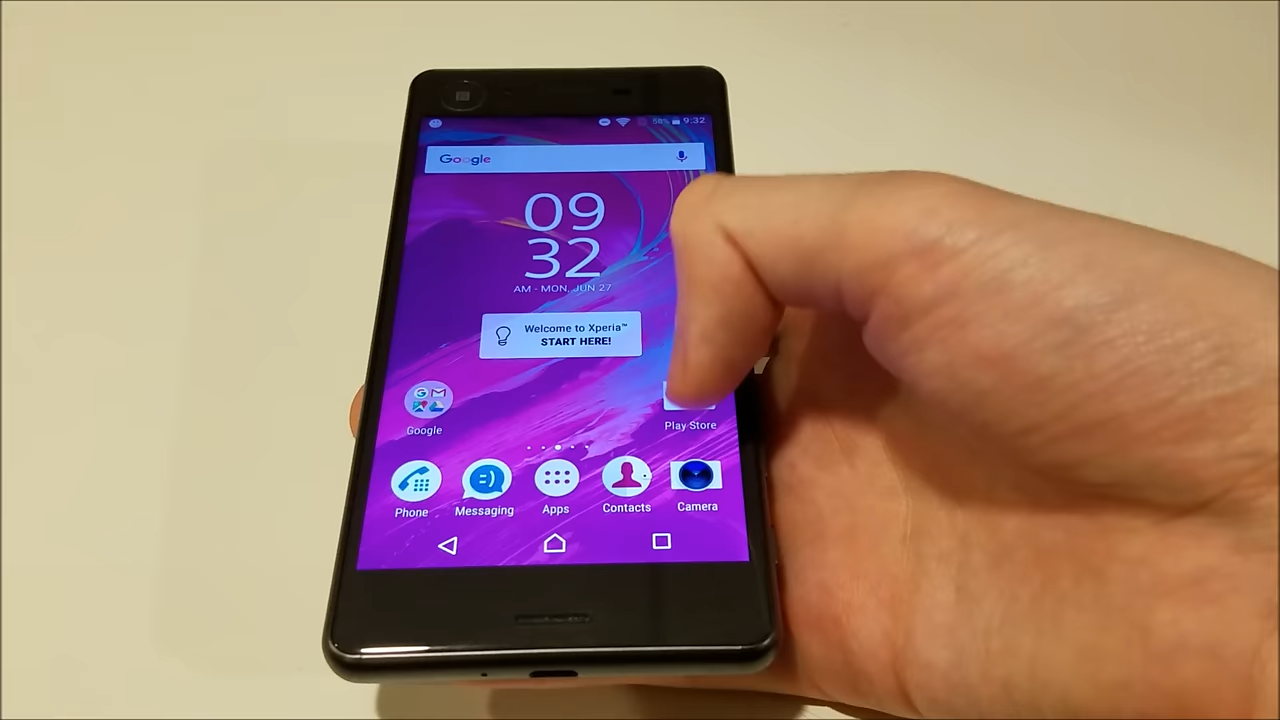 58% 9:32
Google
09
32
AM - MON, JUN 27
Welcome to Xperia™
START HERE!
Google
Play Store
Phone
Messaging
Apps
Contacts
Camera